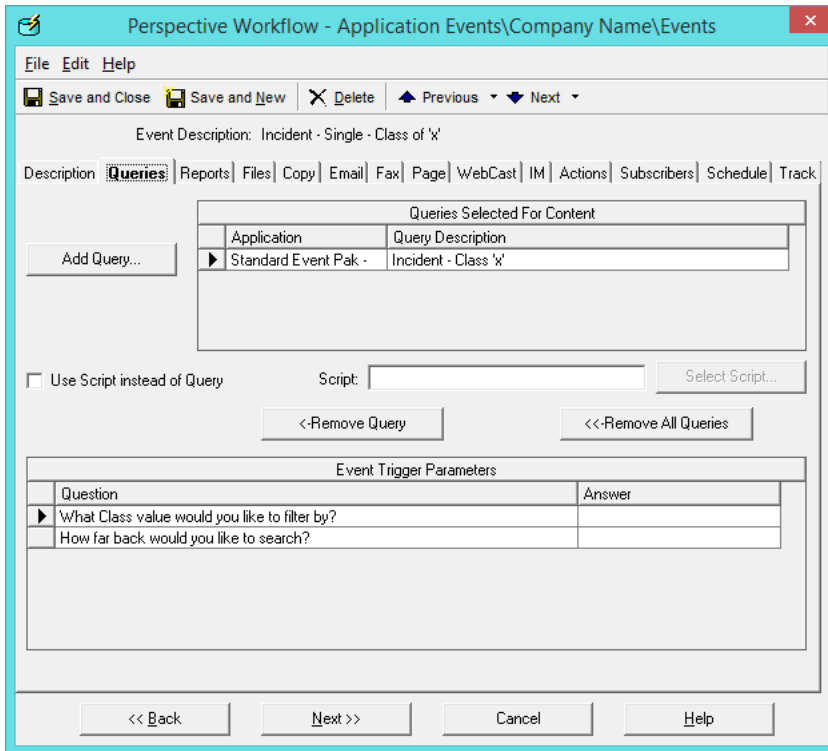 Perspective Workflow - Application Events\Company Name\Events
×
File Edit Help
Save and Close Save and New Delete Previous Next
Event Description: Incident - Single - Class of 'x'
Description Queries Reports Files Copy Email Fax Page WebCast IM Actions Subscribers Schedule Track
Queries Selected For Content
Application Query Description
Add Query...
Standard Event Pak - Incident - Class 'x'
Use Script instead of Query Script: Select Script...
<-Remove Query <<-Remove All Queries
Event Trigger Parameters
Question Answer
What Class value would you like to filter by?
How far back would you like to search?
<< Back Next >> Cancel Help